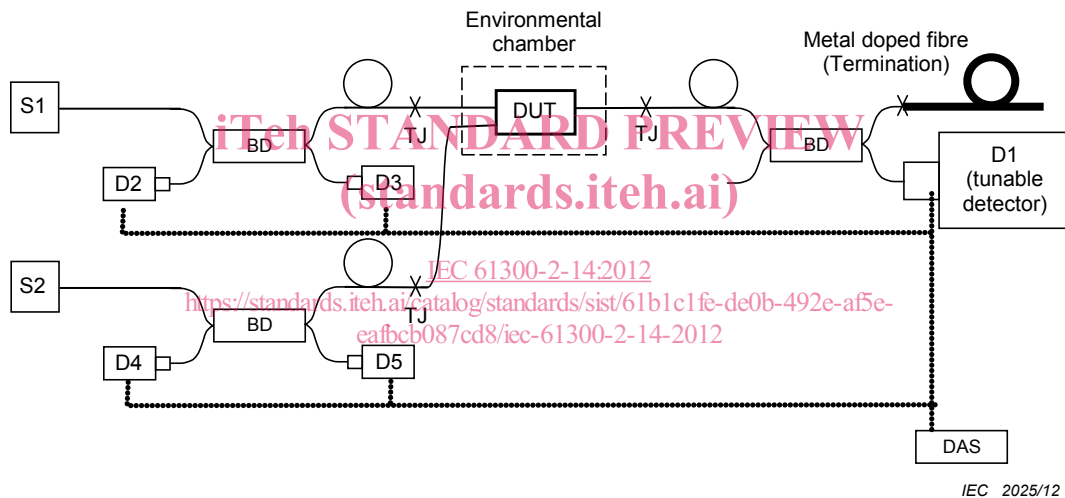 Environmental
chamber
Metal doped fibre
(Termination)
S1
DUT
TJ
TJ
BD
BD
iTeh STANDARD PREVIEW
(standards.iteh.ai)
D1
(tunable
detector)
D2
D3
IEC 61300-2-14:2012
https://standards.iteh.ai/catalog/standards/sist/61b1c1fe-de0b-492e-af5e-
eafbcb087cd8/iec-61300-2-14-2012
S2
TJ
BD
D4
D5
DAS
IEC 2025/12